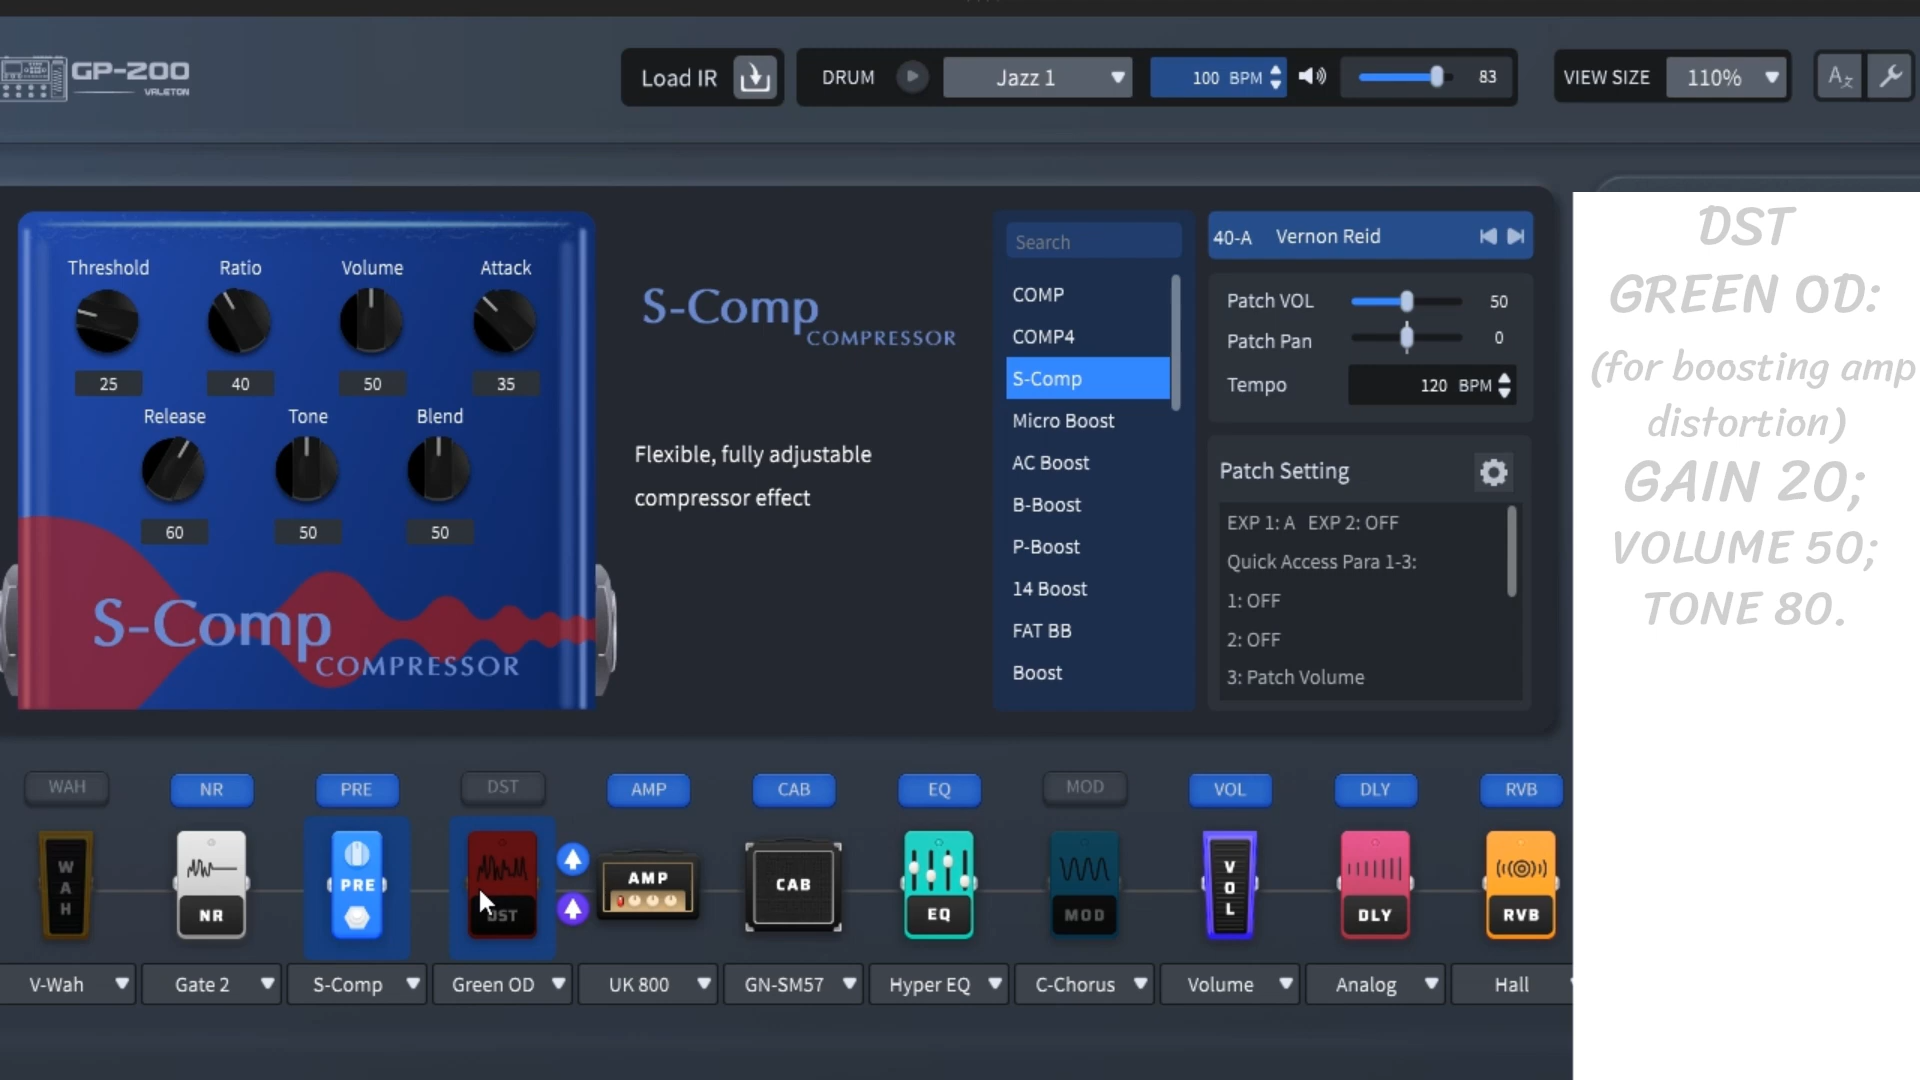 GP-200
VALETON
Load IR
DRUM
Jazz 1
100 BPM
83
VIEW SIZE
110%
Threshold
Ratio
Volume
Attack
25
40
50
35
Release
Tone
Blend
60
50
50
S-Comp
COMPRESSOR
S-Comp
COMPRESSOR
Flexible, fully adjustable
compressor effect
Search
COMP
COMP4
S-Comp
Micro Boost
AC Boost
B-Boost
P-Boost
14 Boost
FAT BB
Boost
40-A Vernon Reid
Patch VOL 50
Patch Pan 0
Tempo 120 BPM
Patch Setting
EXP 1: A EXP 2: OFF
Quick Access Para 1-3:
1: OFF
2: OFF
3: Patch Volume
DST
GREEN OD:
(for boosting amp
distortion)
GAIN 20;
VOLUME 50;
TONE 80.
WAH
NR
PRE
DST
AMP
CAB
EQ
MOD
VOL
DLY
RVB
WAH
NR
PRE
DST
AMP
CAB
EQ
MOD
VOL
DLY
RVB
V-Wah
Gate 2
S-Comp
Green OD
UK 800
GN-SM57
Hyper EQ
C-Chorus
Volume
Analog
Hall